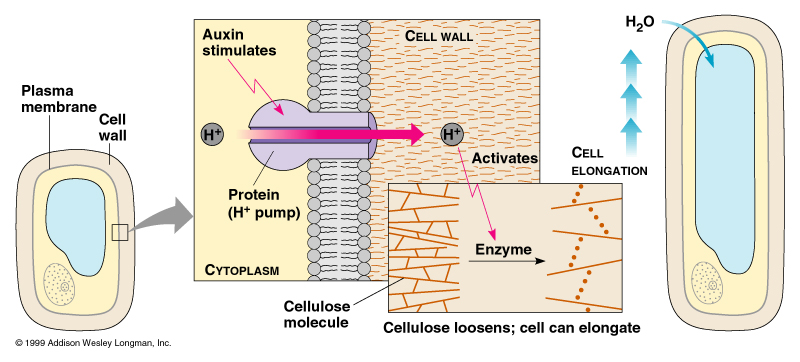 Plasma
membrane
Cell
wall
Auxin
stimulates
H⁺
Protein
(H⁺ pump)
CYTOPLASM
CELL WALL
H⁺
Activates
Enzyme
Cellulose
molecule
Cellulose loosens; cell can elongate
CELL
ELONGATION
H₂O
© 1999 Addison Wesley Longman, Inc.